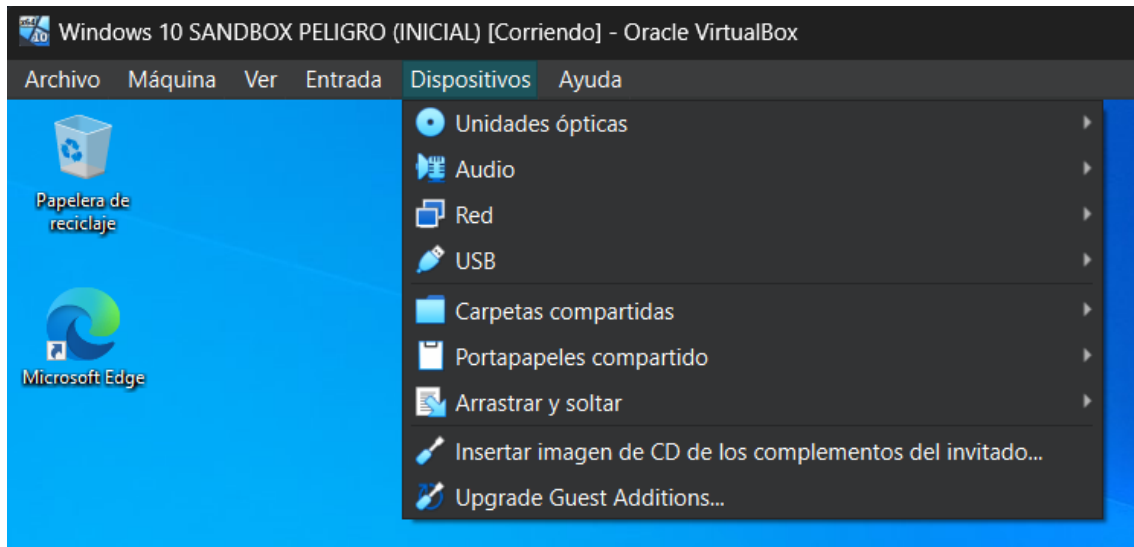 Windows 10 SANDBOX PELIGRO (INICIAL) [Corriendo] - Oracle VirtualBox
Archivo Máquina Ver Entrada Dispositivos Ayuda
Papelera de
reciclaje
Microsoft Edge
Unidades ópticas
Audio
Red
USB
Carpetas compartidas
Portapapeles compartido
Arrastrar y soltar
Insertar imagen de CD de los complementos del invitado...
Upgrade Guest Additions...